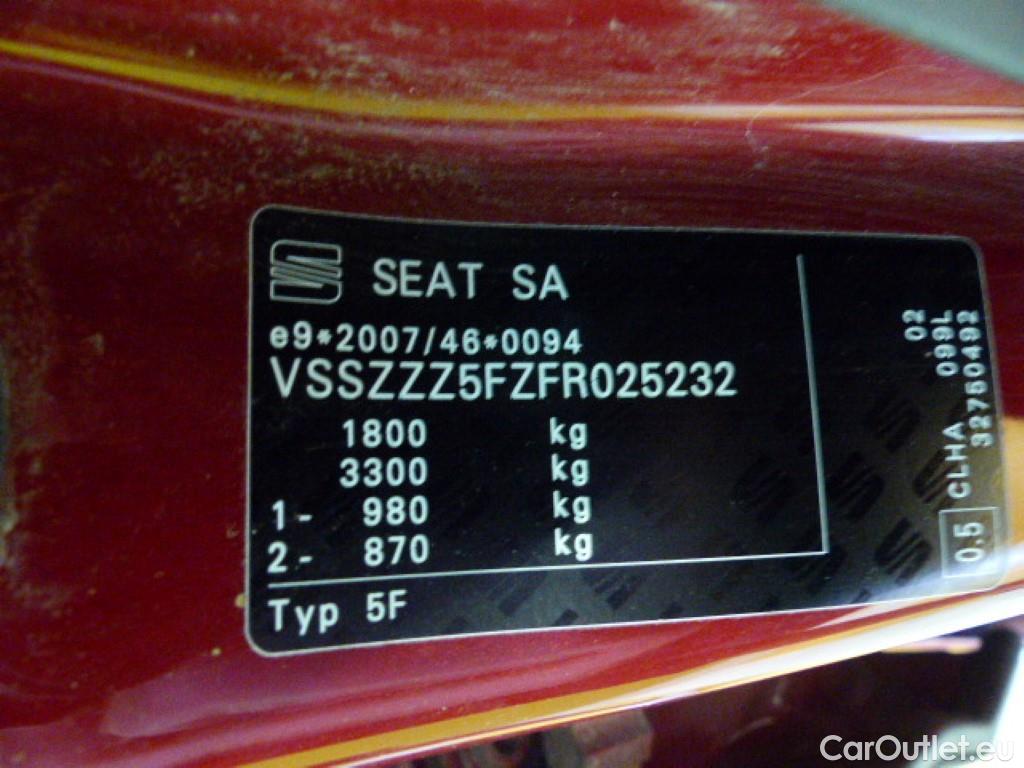 SEAT SA
e9*2007/46*0094
VSSZZZ5FZFR025232
1800 kg
3300 kg
1- 980 kg
2- 870 kg
Typ 5F
02
099L
32750492
0.5 CLHA
CarOutlet.eu